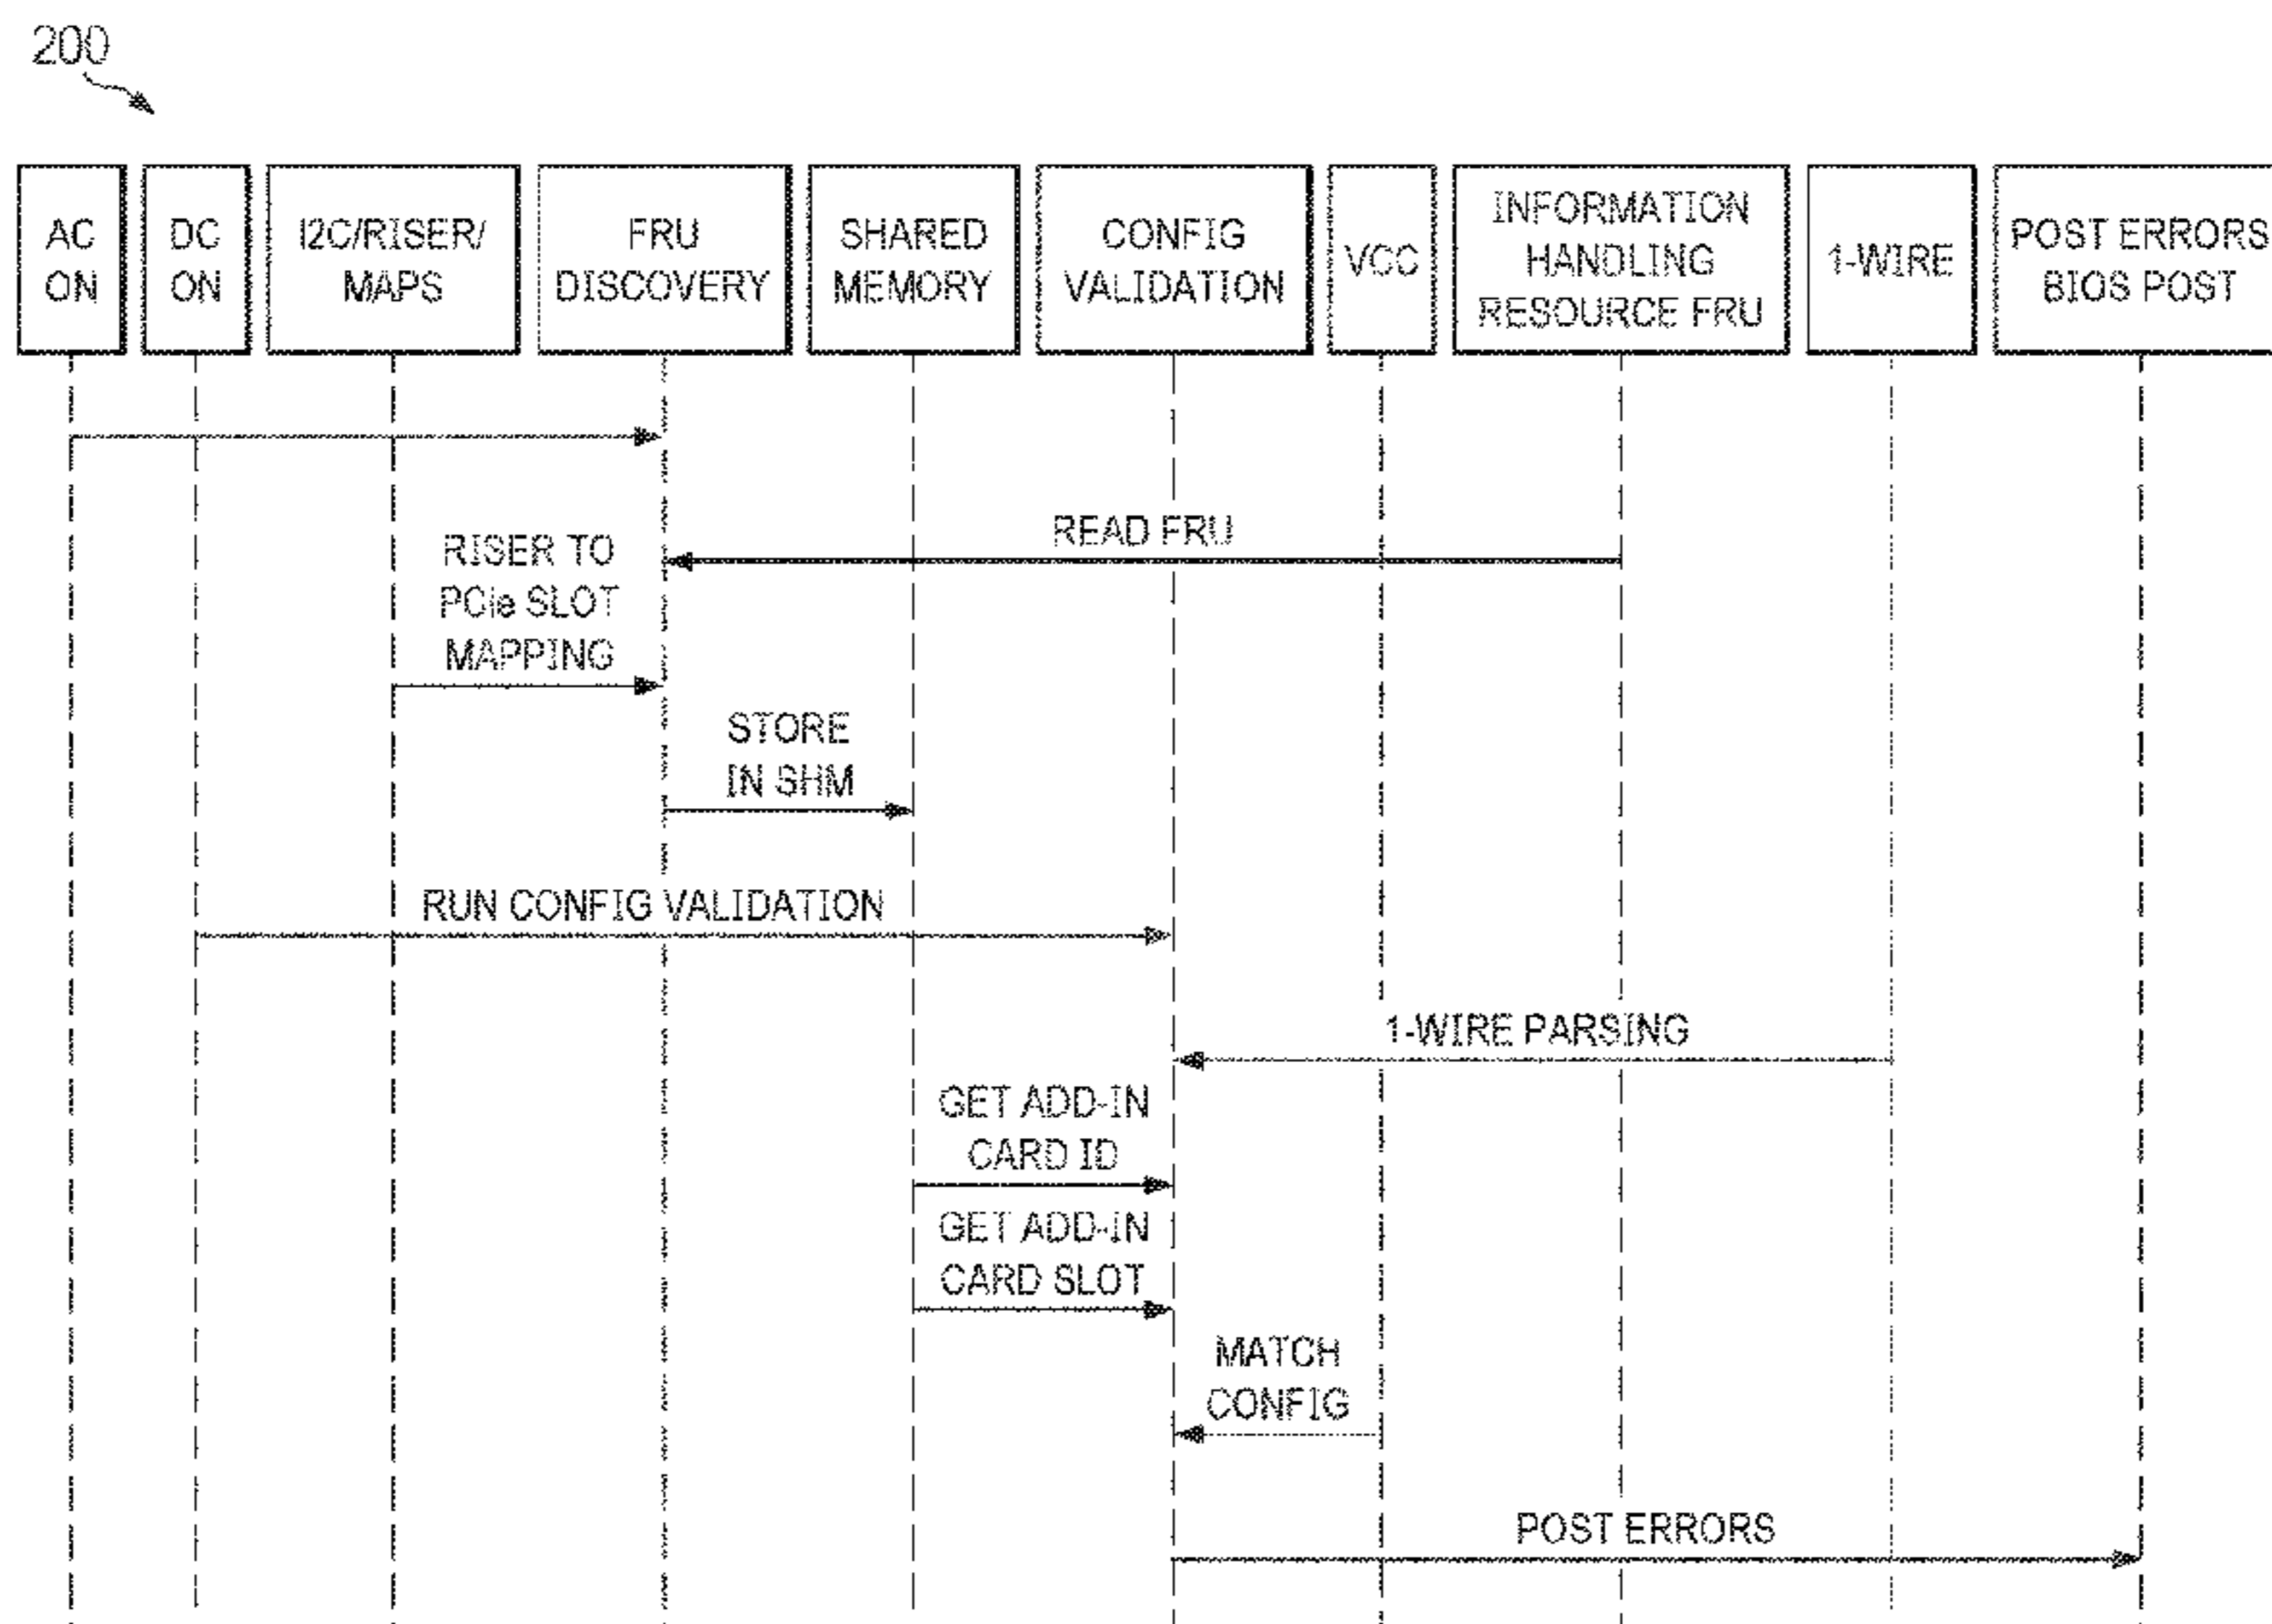 200
AC
ON
DC
ON
I2C/RISER/
MAPS
FRU
DISCOVERY
SHARED
MEMORY
CONFIG
VALIDATION
VCC
INFORMATION
HANDLING
RESOURCE FRU
1-WIRE
POST ERRORS
BIOS POST
READ FRU
RISER TO
PCIe SLOT
MAPPING
STORE
IN SHM
RUN CONFIG VALIDATION
1-WIRE PARSING
GET ADD-IN
CARD ID
GET ADD-IN
CARD SLOT
MATCH
CONFIG
POST ERRORS